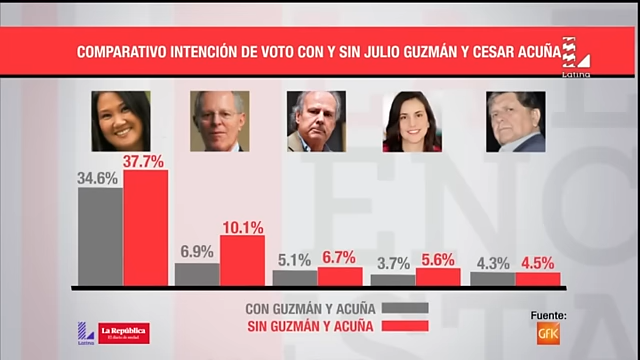 COMPARATIVO INTENCIÓN DE VOTO CON Y SIN JULIO GUZMÁN Y CESAR ACUÑA
Latina
34.6% 37.7%
6.9% 10.1%
5.1% 6.7%
3.7% 5.6%
4.3% 4.5%
CON GUZMÁN Y ACUÑA
SIN GUZMÁN Y ACUÑA
Latina
La República
Fuente:
GFK